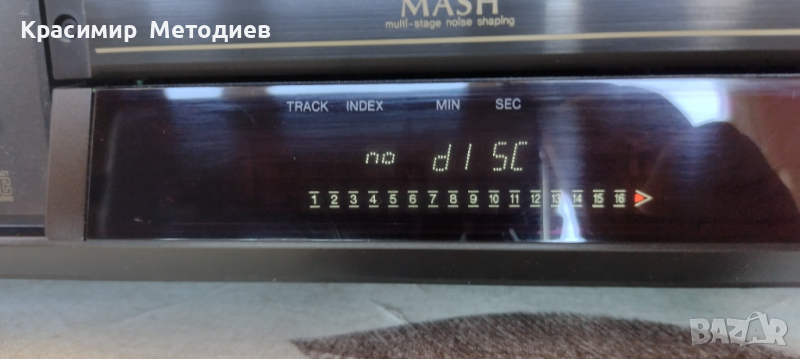 Красимир Методиев
MASH
multi-stage noise shaping
TRACK INDEX MIN SEC
no dISC
1 2 3 4 5 6 7 8 9 10 11 12 13 14 15 16
BAZAR